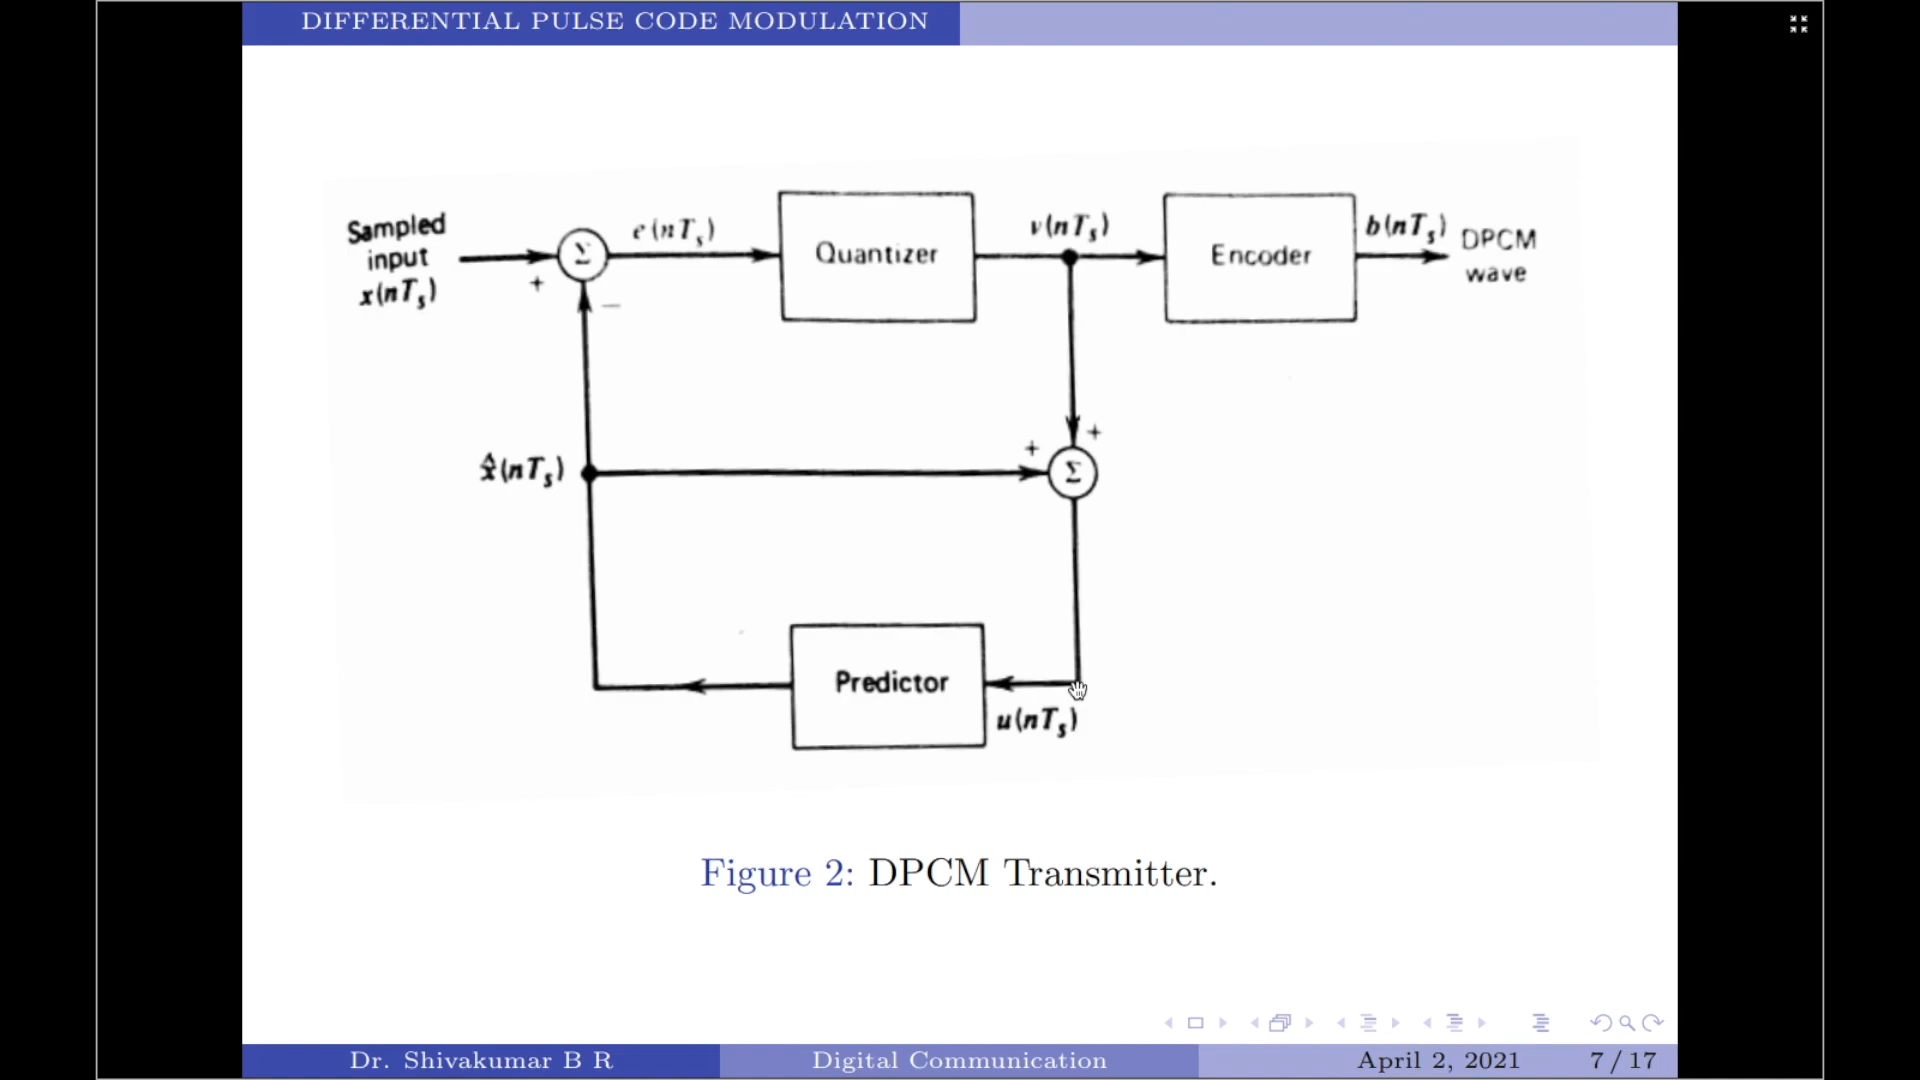 DIFFERENTIAL PULSE CODE MODULATION
Sampled
input
x(nTₛ)
+
−
Σ
e(nTₛ)
Quantizer
v(nTₛ)
Encoder
b(nTₛ)
DPCM
wave
x̂(nTₛ)
+
+
Σ
Predictor
u(nTₛ)
Figure 2: DPCM Transmitter.
Dr. Shivakumar B R
Digital Communication
April 2, 2021
7 / 17